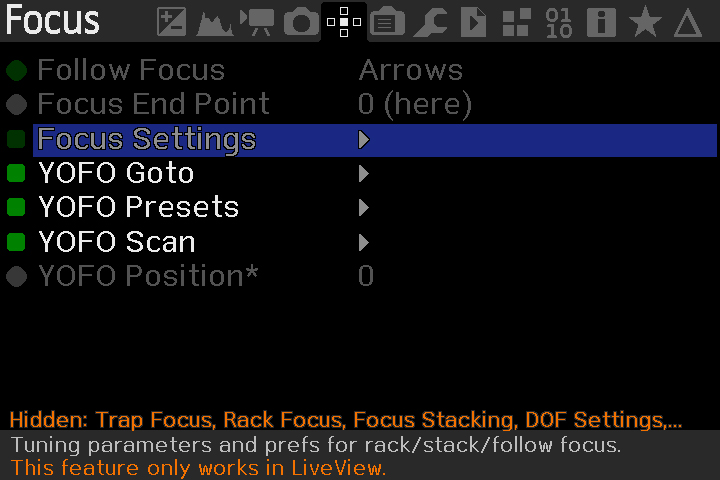 Focus
01
10
Follow Focus Arrows
Focus End Point 0 (here)
Focus Settings
YOFO Goto
YOFO Presets
YOFO Scan
YOFO Position* 0
Hidden: Trap Focus, Rack Focus, Focus Stacking, DOF Settings,...
Tuning parameters and prefs for rack/stack/follow focus.
This feature only works in LiveView.